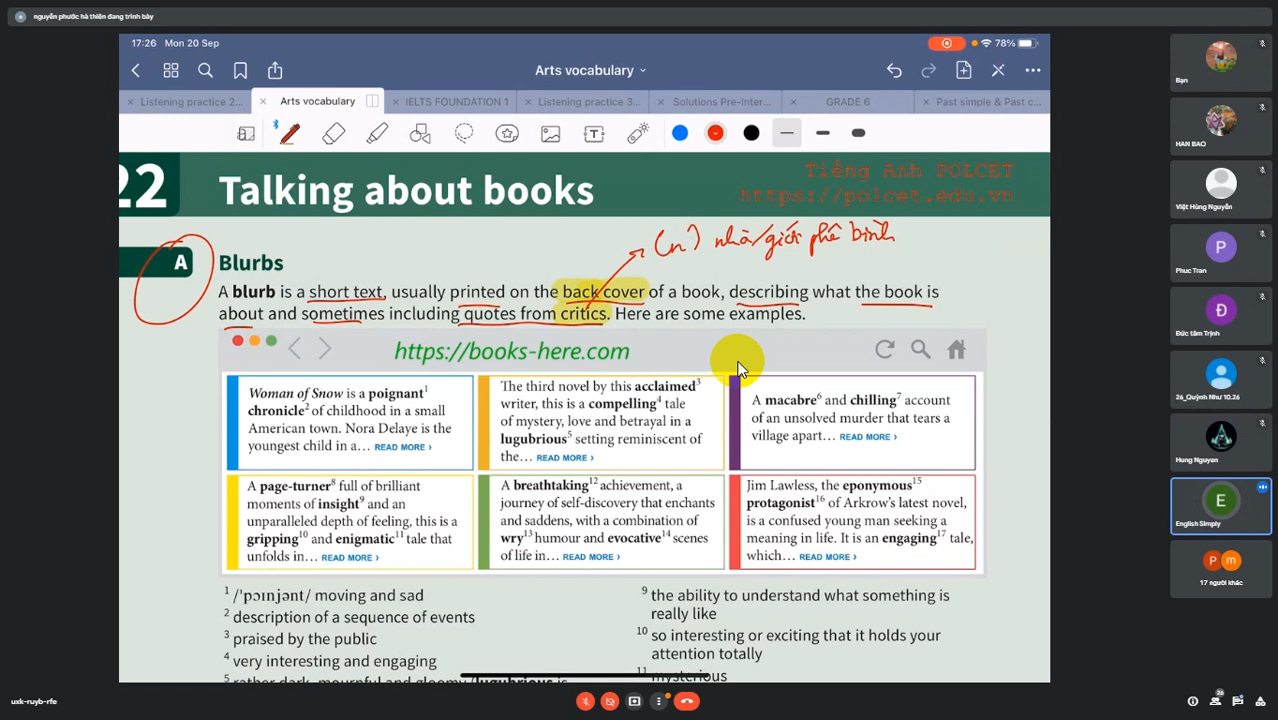 nguyễn phước hà thiên đang trình bày
17:26 Mon 20 Sep
78%
Arts vocabulary
Listening practice 2...
Arts vocabulary
IELTS FOUNDATION 1
Listening practice 3...
Solutions Pre-Inter...
GRADE 6
Past simple & Past c...
22 Talking about books
Tiếng Anh POLCET
https://polcet.edu.vn
(n) nhà/giới phê bình
A Blurbs
A blurb is a short text, usually printed on the back cover of a book, describing what the book is
about and sometimes including quotes from critics. Here are some examples.
https://books-here.com
Woman of Snow is a poignant1
chronicle2 of childhood in a small
American town. Nora Delaye is the
youngest child in a... READ MORE ›
The third novel by this acclaimed3
writer, this is a compelling4 tale
of mystery, love and betrayal in a
lugubrious5 setting reminiscent of
the... READ MORE ›
A macabre6 and chilling7 account
of an unsolved murder that tears a
village apart... READ MORE ›
A page-turner8 full of brilliant
moments of insight9 and an
unparalleled depth of feeling, this is a
gripping10 and enigmatic11 tale that
unfolds in... READ MORE ›
A breathtaking12 achievement, a
journey of self-discovery that enchants
and saddens, with a combination of
wry13 humour and evocative14 scenes
of life in... READ MORE ›
Jim Lawless, the eponymous15
protagonist16 of Arkrow's latest novel,
is a confused young man seeking a
meaning in life. It is an engaging17 tale,
which... READ MORE ›
1 /ˈpɔɪnjənt/ moving and sad
2 description of a sequence of events
3 praised by the public
4 very interesting and engaging
5 rather dark, mournful and gloomy (lugubrious is
9 the ability to understand what something is
really like
10 so interesting or exciting that it holds your
attention totally
11 mysterious
Bạn
HAN BAO
Việt Hùng Nguyễn
P
Phuc Tran
Đ
Đức tâm Trịnh
26_Quỳnh Như 10.26
Hung Nguyen
E
English Simply
P m
17 người khác
uxk-ruyb-rfe
26